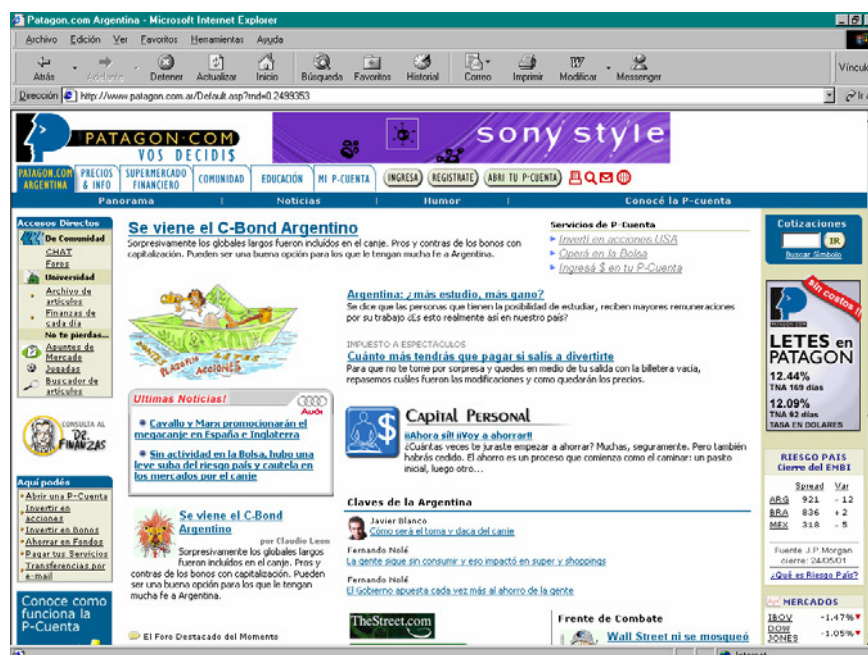 Patagon.com Argentina - Microsoft Internet Explorer
Archivo Edición Ver Favoritos Herramientas Ayuda
Atrás Adelante Detener Actualizar Inicio Búsqueda Favoritos Historial Correo Imprimir Modificar Messenger
Víncul
Dirección http://www.patagon.com.ar/Default.asp?rnd=0.2499353
Ir a
PATAGON·COM
VOS DECIDIS
sony style
PATAGON.COM ARGENTINA
PRECIOS & INFO
SUPERMERCADO FINANCIERO
COMUNIDAD
EDUCACIÓN
MI P-CUENTA
INGRESA
REGISTRATE
ABRI TU P-CUENTA
Panorama | Noticias | Humor | Conocé la P-cuenta
Accesos Directos
De Comunidad
CHAT
Foros
Universidad
Archivo de
artículos
Finanzas de
cada día
No te pierdas...
Apuntes de
Mercado
Jugadas
Buscador de
artículos
CONSULTA AL
DR.
FINANZAS
Aquí podés
Abrir una P-Cuenta
Invertir en
acciones
Invertir en Bonos
Ahorrar en Fondos
Pagar tus Servicios
Transferencias por
e-mail
Conoce como
funciona la
P-Cuenta
Se viene el C-Bond Argentino
Sorpresivamente los globales largos fueron incluídos en el canje. Pros y contras de los bonos con
capitalización. Pueden ser una buena opción para los que le tengan mucha fe a Argentina.
Servicios de P-Cuenta
Invertí en acciones USA
Operá en la Bolsa
Ingresá $ en tu P-Cuenta
PLAZO FIJO
ACCIONES
Argentina: ¿más estudio, más gano?
Se dice que las personas que tienen la posibilidad de estudiar, reciben mayores remuneraciones
por su trabajo ¿Es esto realmente así en nuestro país?
IMPUESTO A ESPECTACULOS
Cuánto más tendrás que pagar si salís a divertirte
Para que no te tome por sorpresa y quedes en medio de tu salida con la billetera vacía,
repasemos cuáles fueron las modificaciones y como quedarán los precios.
Ultimas Noticias!
Audi
Cavallo y Marx promocionarán el
megacanje en España e Inglaterra
Sin actividad en la Bolsa, hubo una
leve suba del riesgo país y cautela en
los mercados por el canje
CAPITAL PERSONAL
¡¡Ahora sí!! ¡¡Voy a ahorrar!!
¿Cuántas veces te juraste empezar a ahorrar? Muchas, seguramente. Pero también
habrás cedido. El ahorro es un proceso que comienza como el caminar: un pasito
inicial, luego otro...
Se viene el C-Bond
Argentino
por Claudio Leon
Sorpresivamente los globales largos
fueron incluídos en el canje. Pros y
contras de los bonos con capitalización. Pueden
ser una buena opción para los que le tengan
mucha fe a Argentina.
Claves de la Argentina
Javier Blanco
Cómo será el toma y daca del canje
Fernando Nolé
La gente sigue sin consumir y eso impactó en super y shoppings
Fernando Nolé
El Gobierno apuesta cada vez más al ahorro de la gente
El Foro Destacado del Momento
TheStreet.com
Frente de Combate
Wall Street ni se mosqueó
Cotizaciones
IR
Buscar Símbolo
sin costos!!
LETES en
PATAGON
12.44%
TNA 169 días
12.09%
TNA 92 días
TASA EN DOLARES
RIESGO PAIS
Cierre del EMBI
Spread Var
ARG 921 - 12
BRA 836 + 2
MEX 318 - 5
Fuente J.P.Morgan
cierre: 24/05/01
¿Qué es Riesgo País?
MERCADOS
IBOV -1.47%
DOW JONES -1.05%
Internet